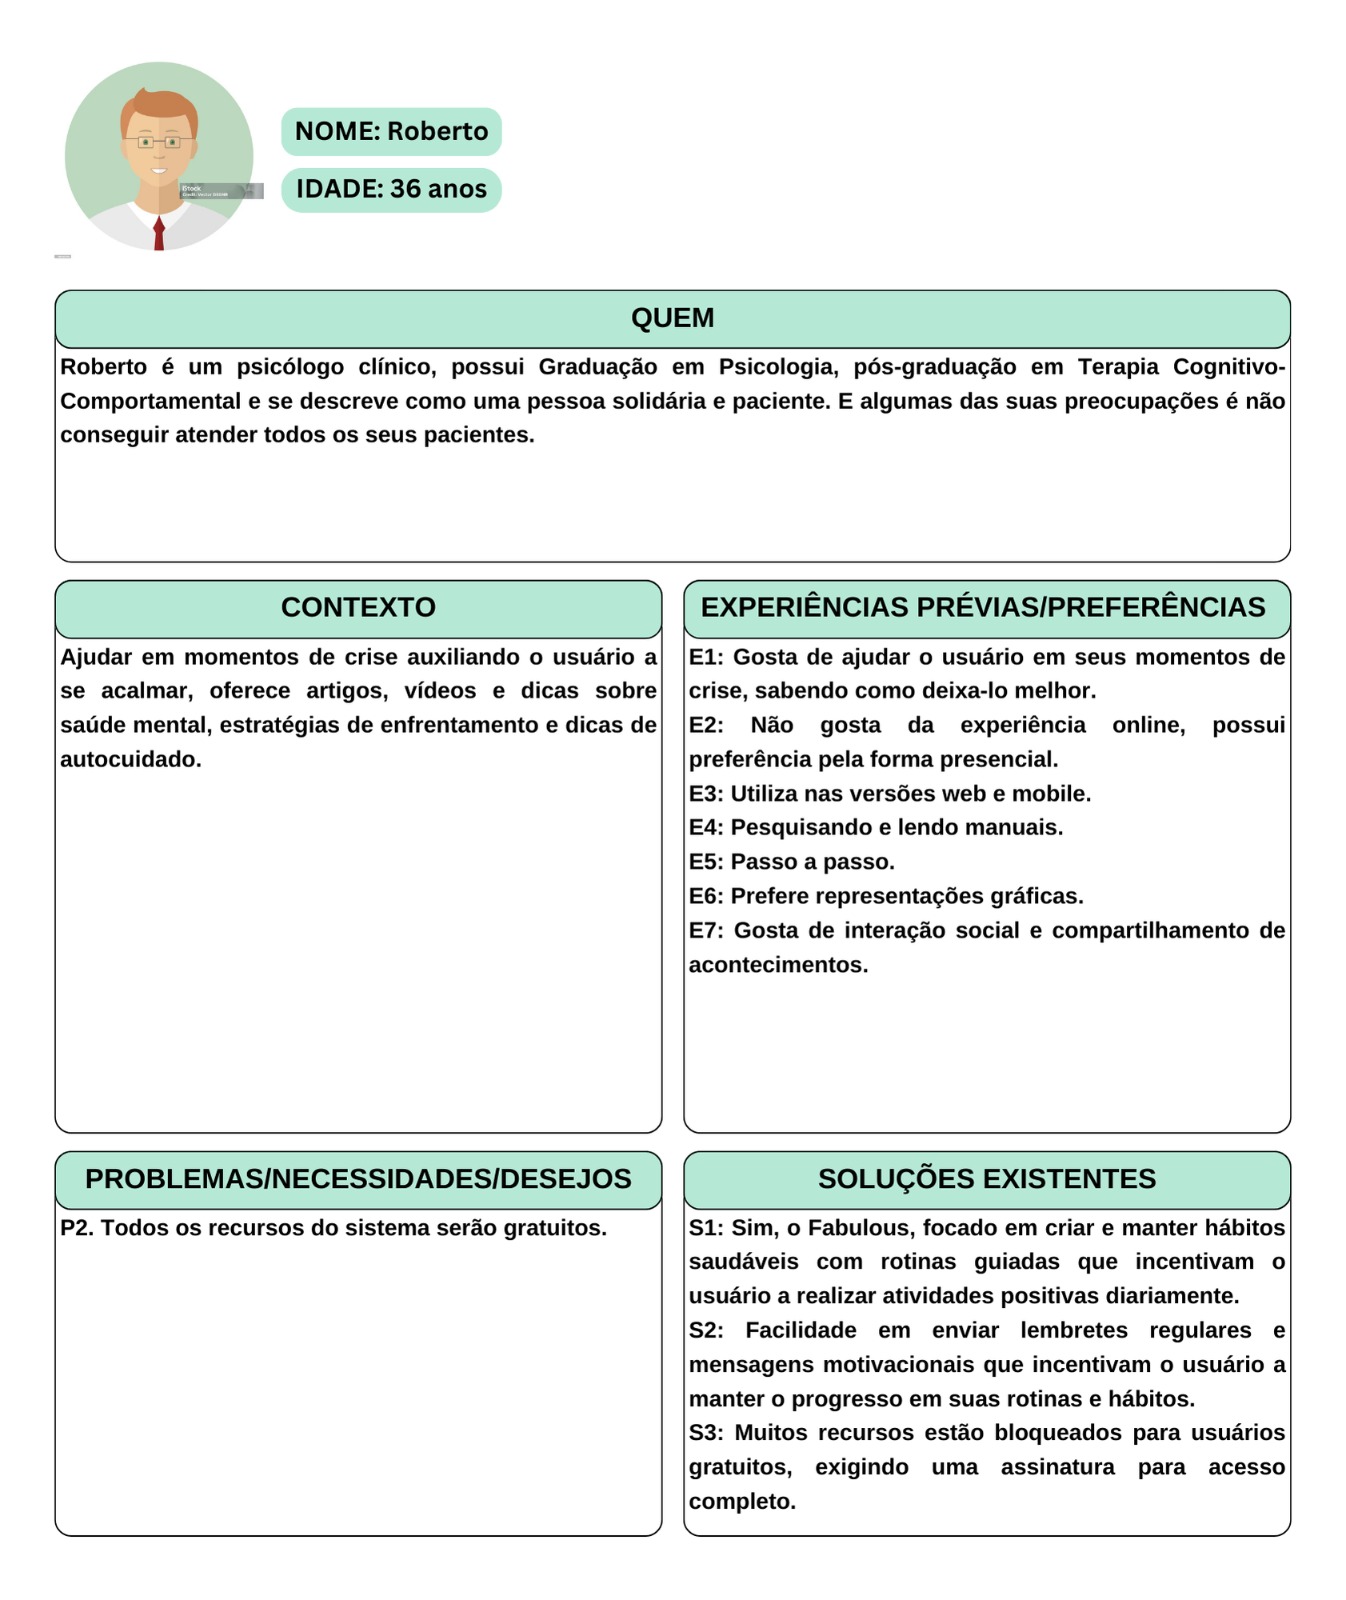 NOME: Roberto
IDADE: 36 anos
iStock
QUEM
Roberto é um psicólogo clínico, possui Graduação em Psicologia, pós-graduação em Terapia Cognitivo-
Comportamental e se descreve como uma pessoa solidária e paciente. E algumas das suas preocupações é não
conseguir atender todos os seus pacientes.
CONTEXTO
Ajudar em momentos de crise auxiliando o usuário a
se acalmar, oferece artigos, vídeos e dicas sobre
saúde mental, estratégias de enfrentamento e dicas de
autocuidado.
EXPERIÊNCIAS PRÉVIAS/PREFERÊNCIAS
E1: Gosta de ajudar o usuário em seus momentos de
crise, sabendo como deixa-lo melhor.
E2: Não gosta da experiência online, possui
preferência pela forma presencial.
E3: Utiliza nas versões web e mobile.
E4: Pesquisando e lendo manuais.
E5: Passo a passo.
E6: Prefere representações gráficas.
E7: Gosta de interação social e compartilhamento de
acontecimentos.
PROBLEMAS/NECESSIDADES/DESEJOS
P2. Todos os recursos do sistema serão gratuitos.
SOLUÇÕES EXISTENTES
S1: Sim, o Fabulous, focado em criar e manter hábitos
saudáveis com rotinas guiadas que incentivam o
usuário a realizar atividades positivas diariamente.
S2: Facilidade em enviar lembretes regulares e
mensagens motivacionais que incentivam o usuário a
manter o progresso em suas rotinas e hábitos.
S3: Muitos recursos estão bloqueados para usuários
gratuitos, exigindo uma assinatura para acesso
completo.